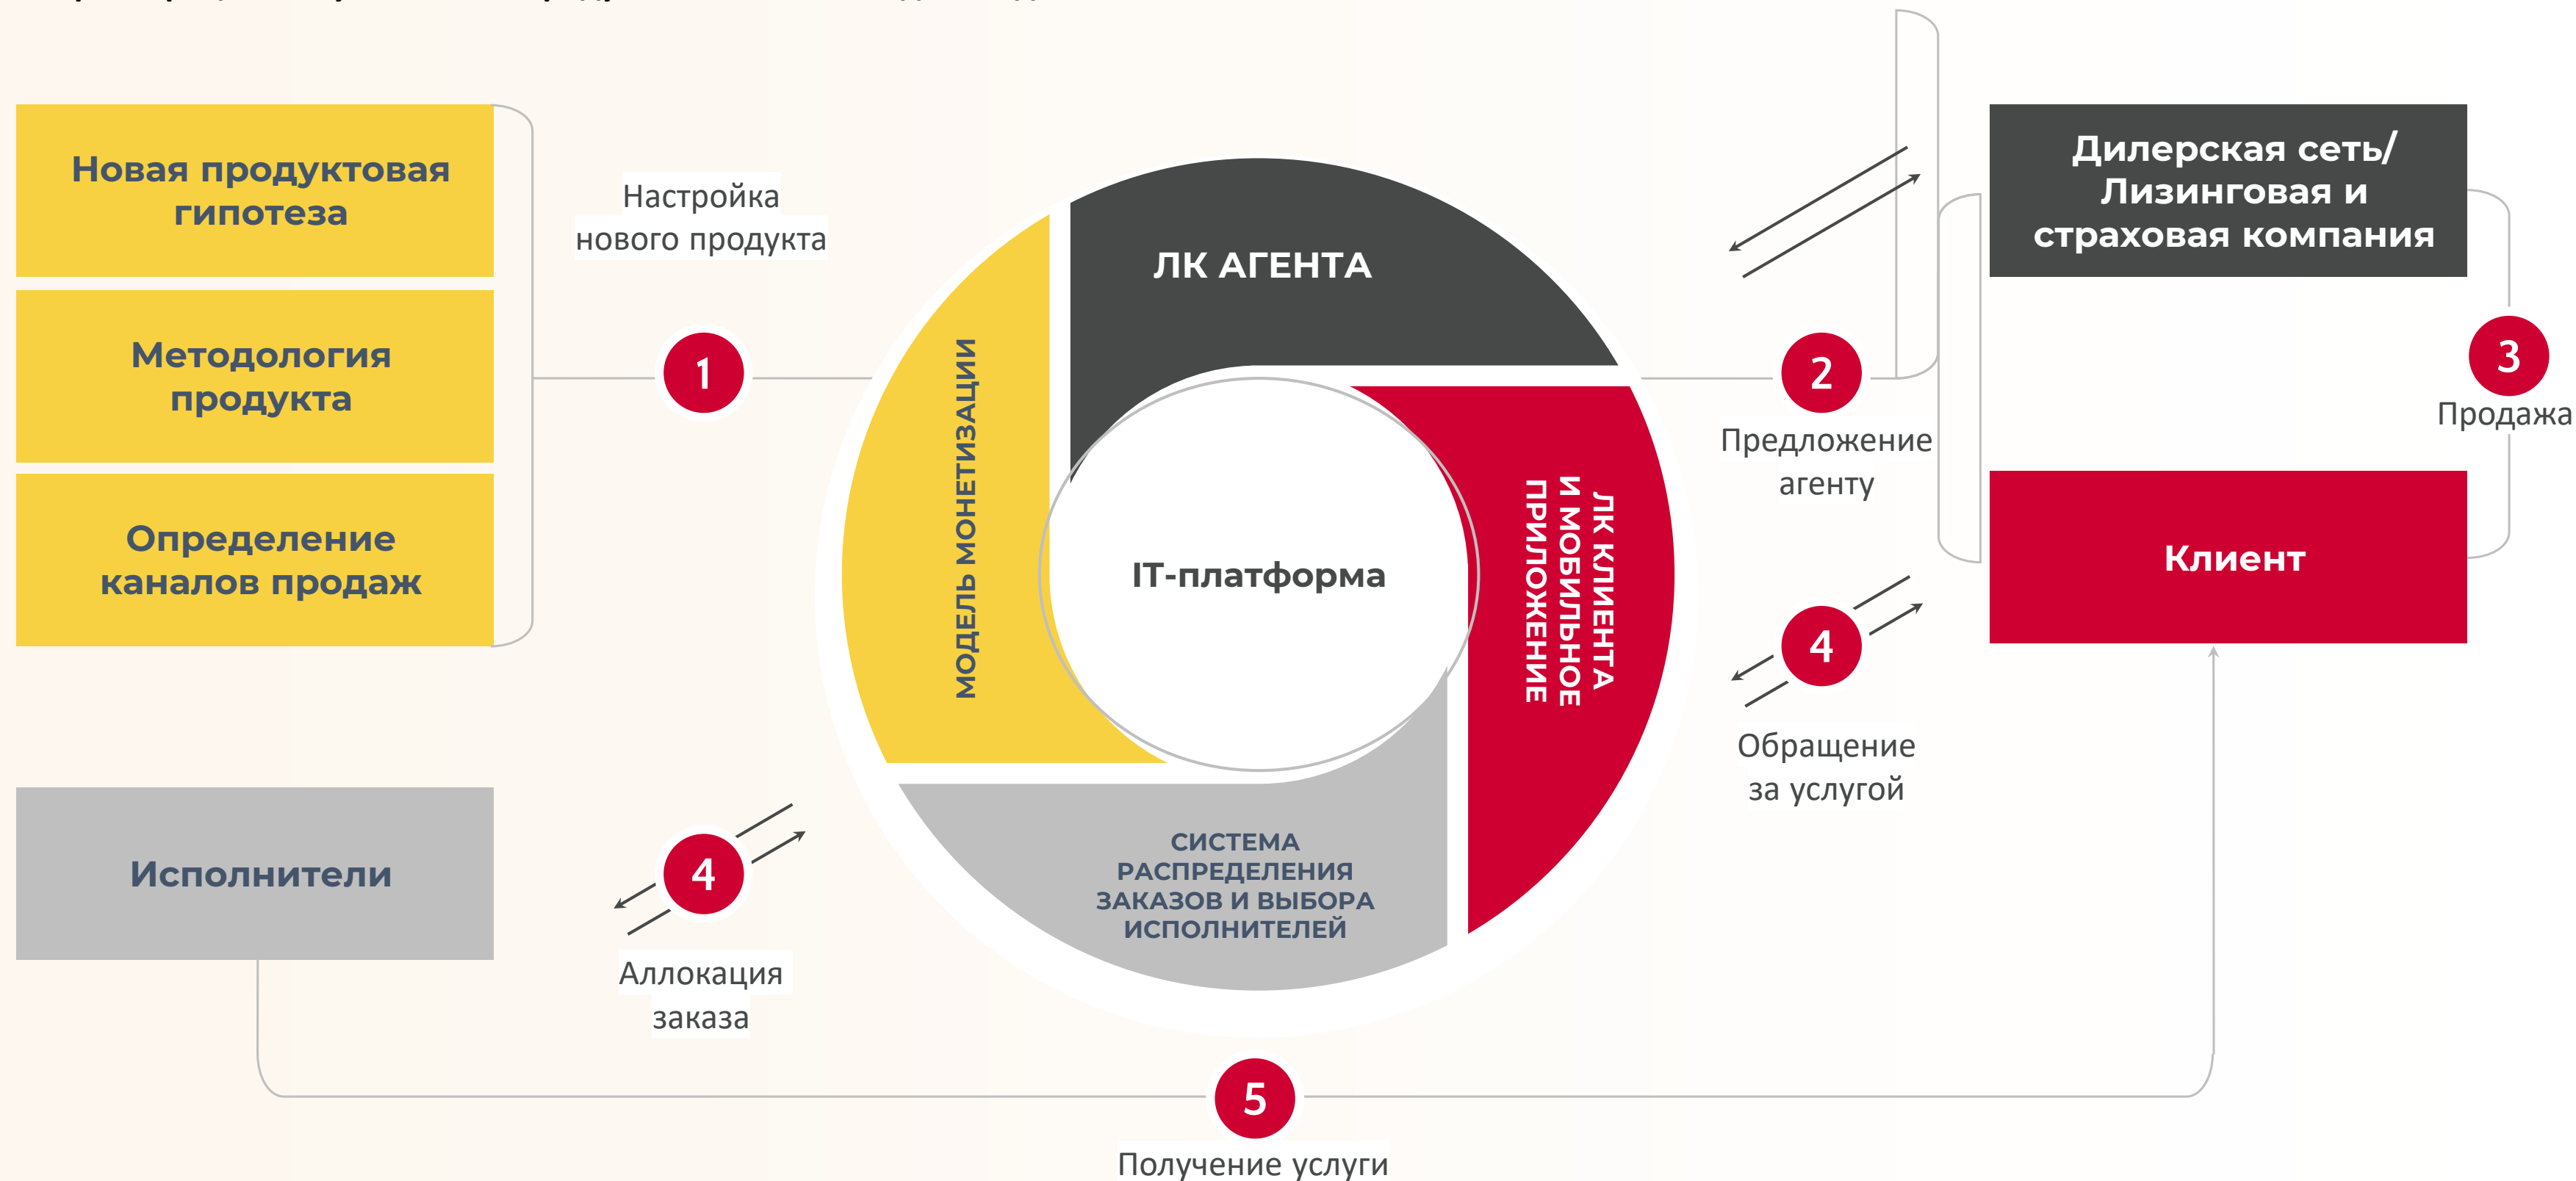 Новая продуктовая
гипотеза
Методология
продукта
Определение
каналов продаж
Исполнители
Настройка
нового продукта
1
МОДЕЛЬ МОНЕТИЗАЦИИ
ЛК АГЕНТА
IT-платформа
ЛК КЛИЕНТА
И МОБИЛЬНОЕ
ПРИЛОЖЕНИЕ
СИСТЕМА
РАСПРЕДЕЛЕНИЯ
ЗАКАЗОВ И ВЫБОРА
ИСПОЛНИТЕЛЕЙ
2
Предложение
агенту
Дилерская сеть/
Лизинговая и
страховая компания
3
Продажа
Клиент
4
Обращение
за услугой
4
Аллокация
заказа
5
Получение услуги